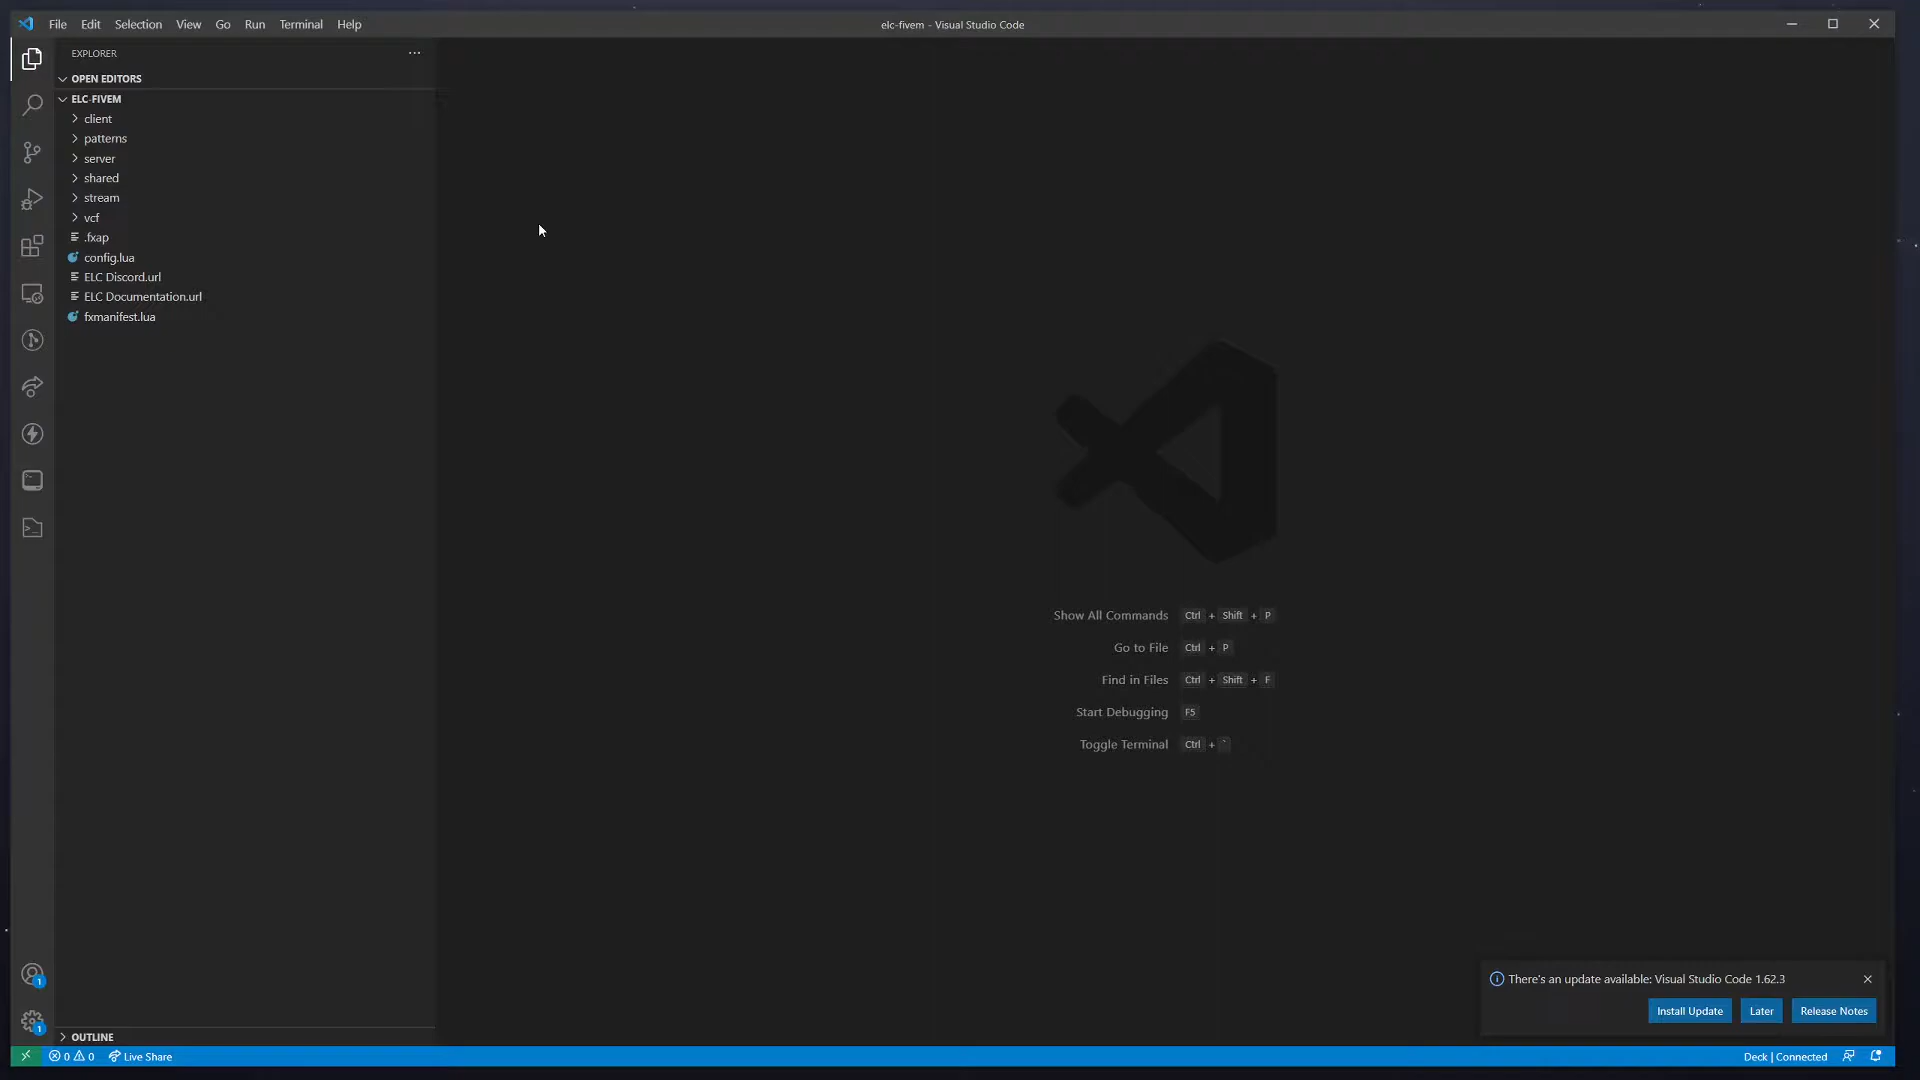 File Edit Selection View Go Run Terminal Help
elc-fivem - Visual Studio Code
EXPLORER
OPEN EDITORS
ELC-FIVEM
client
patterns
server
shared
stream
vcf
.fxap
config.lua
ELC Discord.url
ELC Documentation.url
fxmanifest.lua
Show All Commands Ctrl + Shift + P
Go to File Ctrl + P
Find in Files Ctrl + Shift + F
Start Debugging F5
Toggle Terminal Ctrl + `
There's an update available: Visual Studio Code 1.62.3
Install Update Later Release Notes
1
1
OUTLINE
0 0 Live Share
Deck | Connected